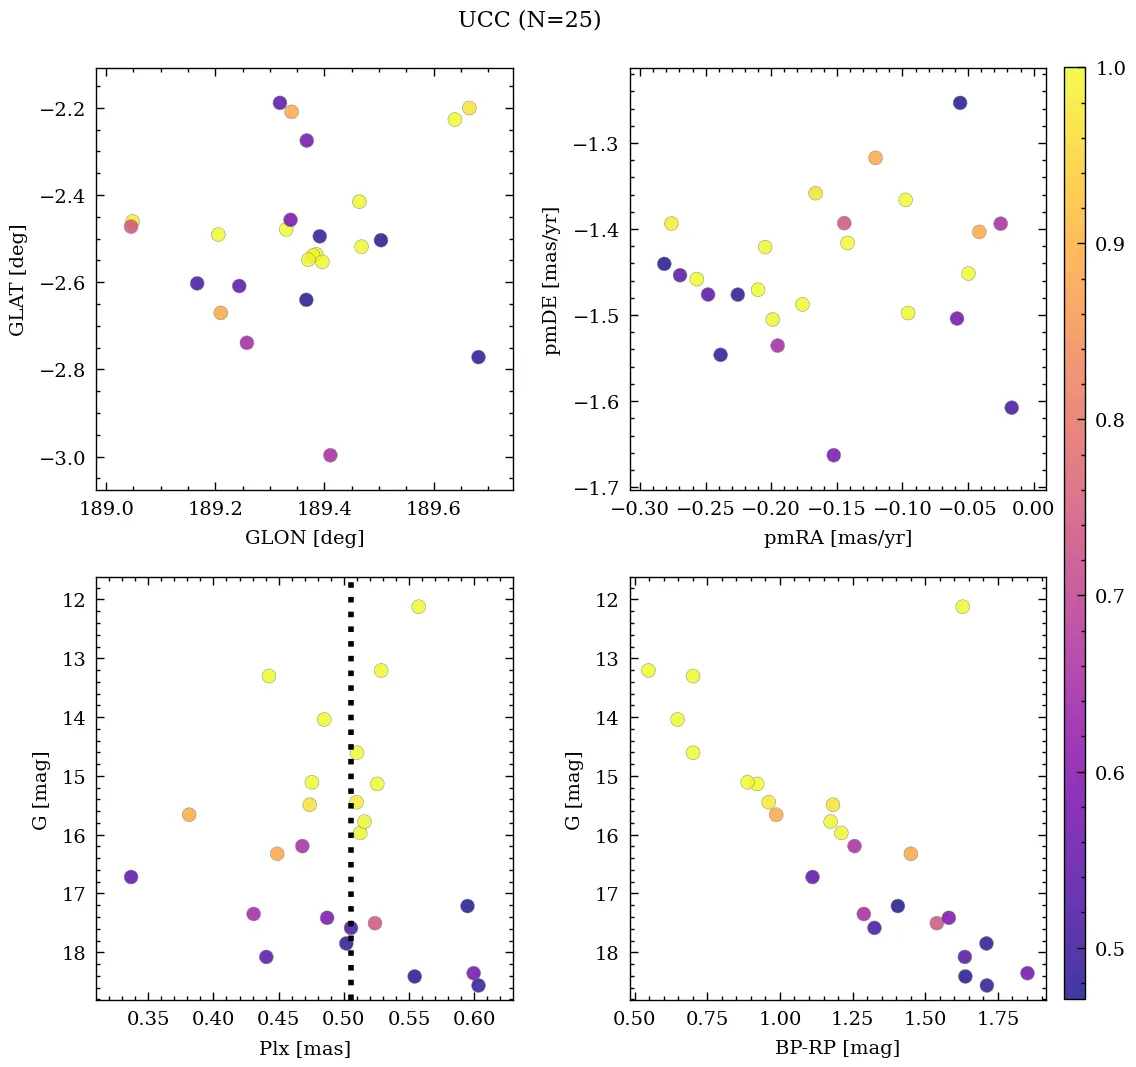 UCC (N=25)
−2.2
−2.4
−2.6
−2.8
−3.0
GLAT [deg]
189.0 189.2 189.4 189.6
GLON [deg]
−1.3
−1.4
−1.5
−1.6
−1.7
pmDE [mas/yr]
−0.30 −0.25 −0.20 −0.15 −0.10 −0.05 0.00
pmRA [mas/yr]
12
13
14
15
16
17
18
G [mag]
0.35 0.40 0.45 0.50 0.55 0.60
Plx [mas]
12
13
14
15
16
17
18
G [mag]
0.50 0.75 1.00 1.25 1.50 1.75
BP-RP [mag]
1.0
0.9
0.8
0.7
0.6
0.5